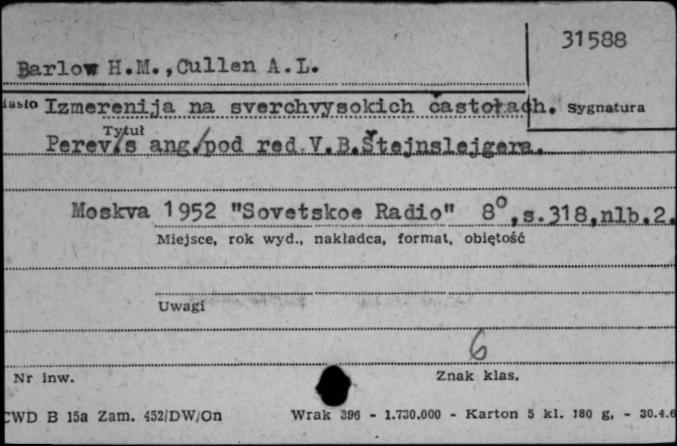 31588
Barlow H.M.,Cullen A.L.
Izmerenija na sverchvysokich častotach. Sygnatura
Tytuł
Perev/s ang/pod red.V.B.Štejnslejgera.
Moskva 1952 "Sovetskoe Radio" 8°,s.318,nlb.2.
Miejsce, rok wyd., nakładca, format, objętość
Uwagi
6
Nr inw. Znak klas.
CWD B 15a Zam. 452/DW/On Wrak 396 - 1.730.000 - Karton 5 kl. 180 g. - 30.4.6